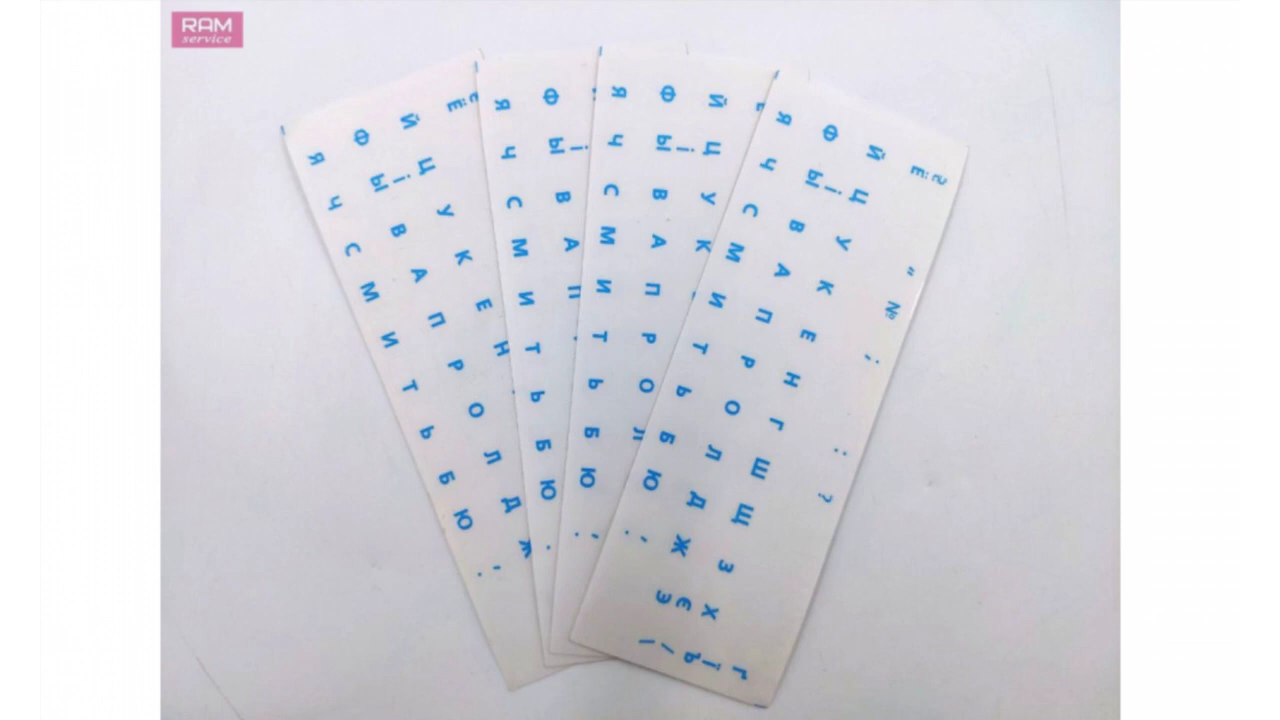 RAM
service
Ё
Й Ц У К Е Н
Ф Ы І В А П Р О Л Д Ж
Я Ч С М И Т Ь Б Ю . ,
Ф Ы І В А П
Я Ч С М И Т Ь Б Ю .
Й Ц У К
Ф Ы І В А П Р О Л
Я Ч С М И Т Ь Б Ю . ,
Ё " № ; : ?
Й Ц У К Е Н Г Ш Щ З Х Ъ Ї Ґ
Ф Ы І В А П Р О Л Д Ж Э Є \ /
Я Ч С М И Т Ь Б Ю . ,